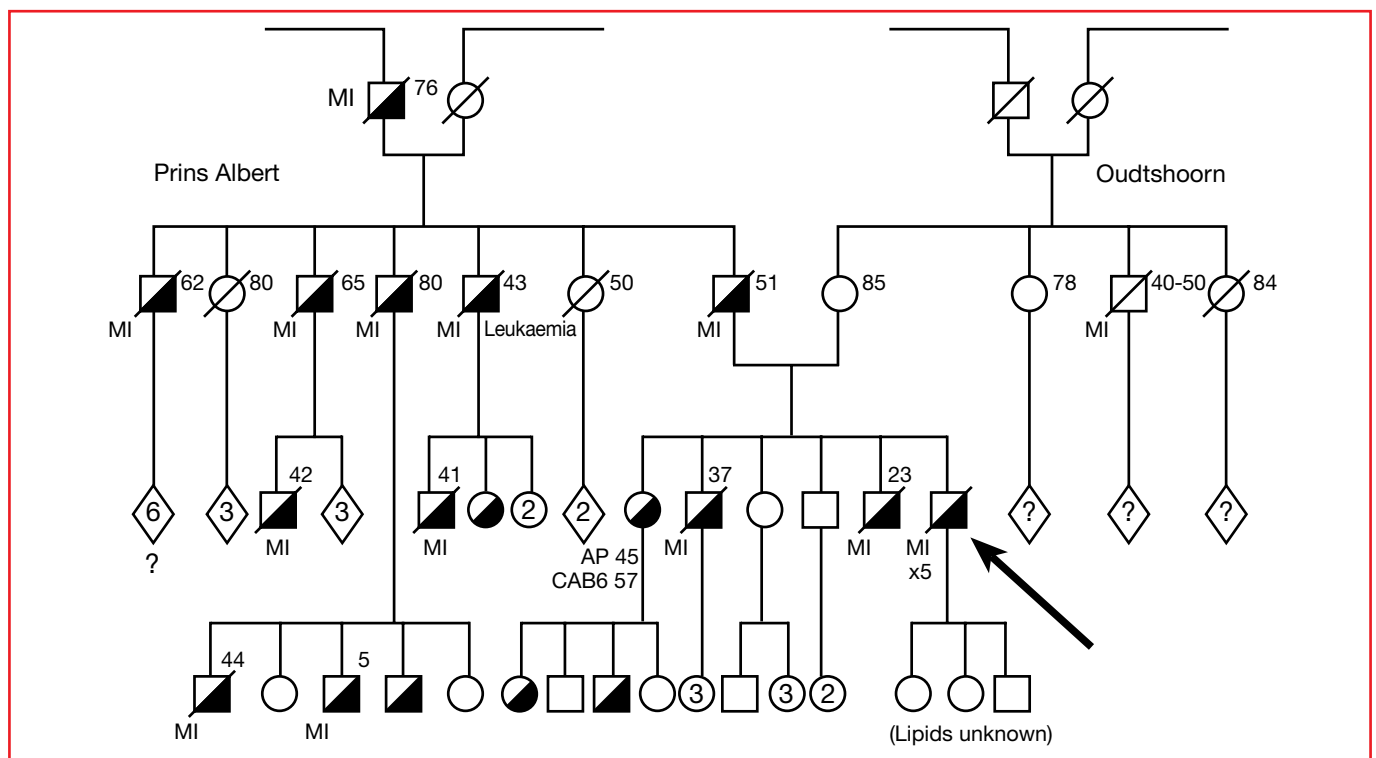 MI 76
Prins Albert
Oudtshoorn
62 80 65 80 43 50 51 85 78 40-50 84
MI MI MI MI Leukaemia MI MI
42 41 37 23
6 3 3 2 2 ? ? ?
? MI MI AP 45 MI MI MI
CAB6 57 x5
44 5
3 3 2
MI MI
(Lipids unknown)